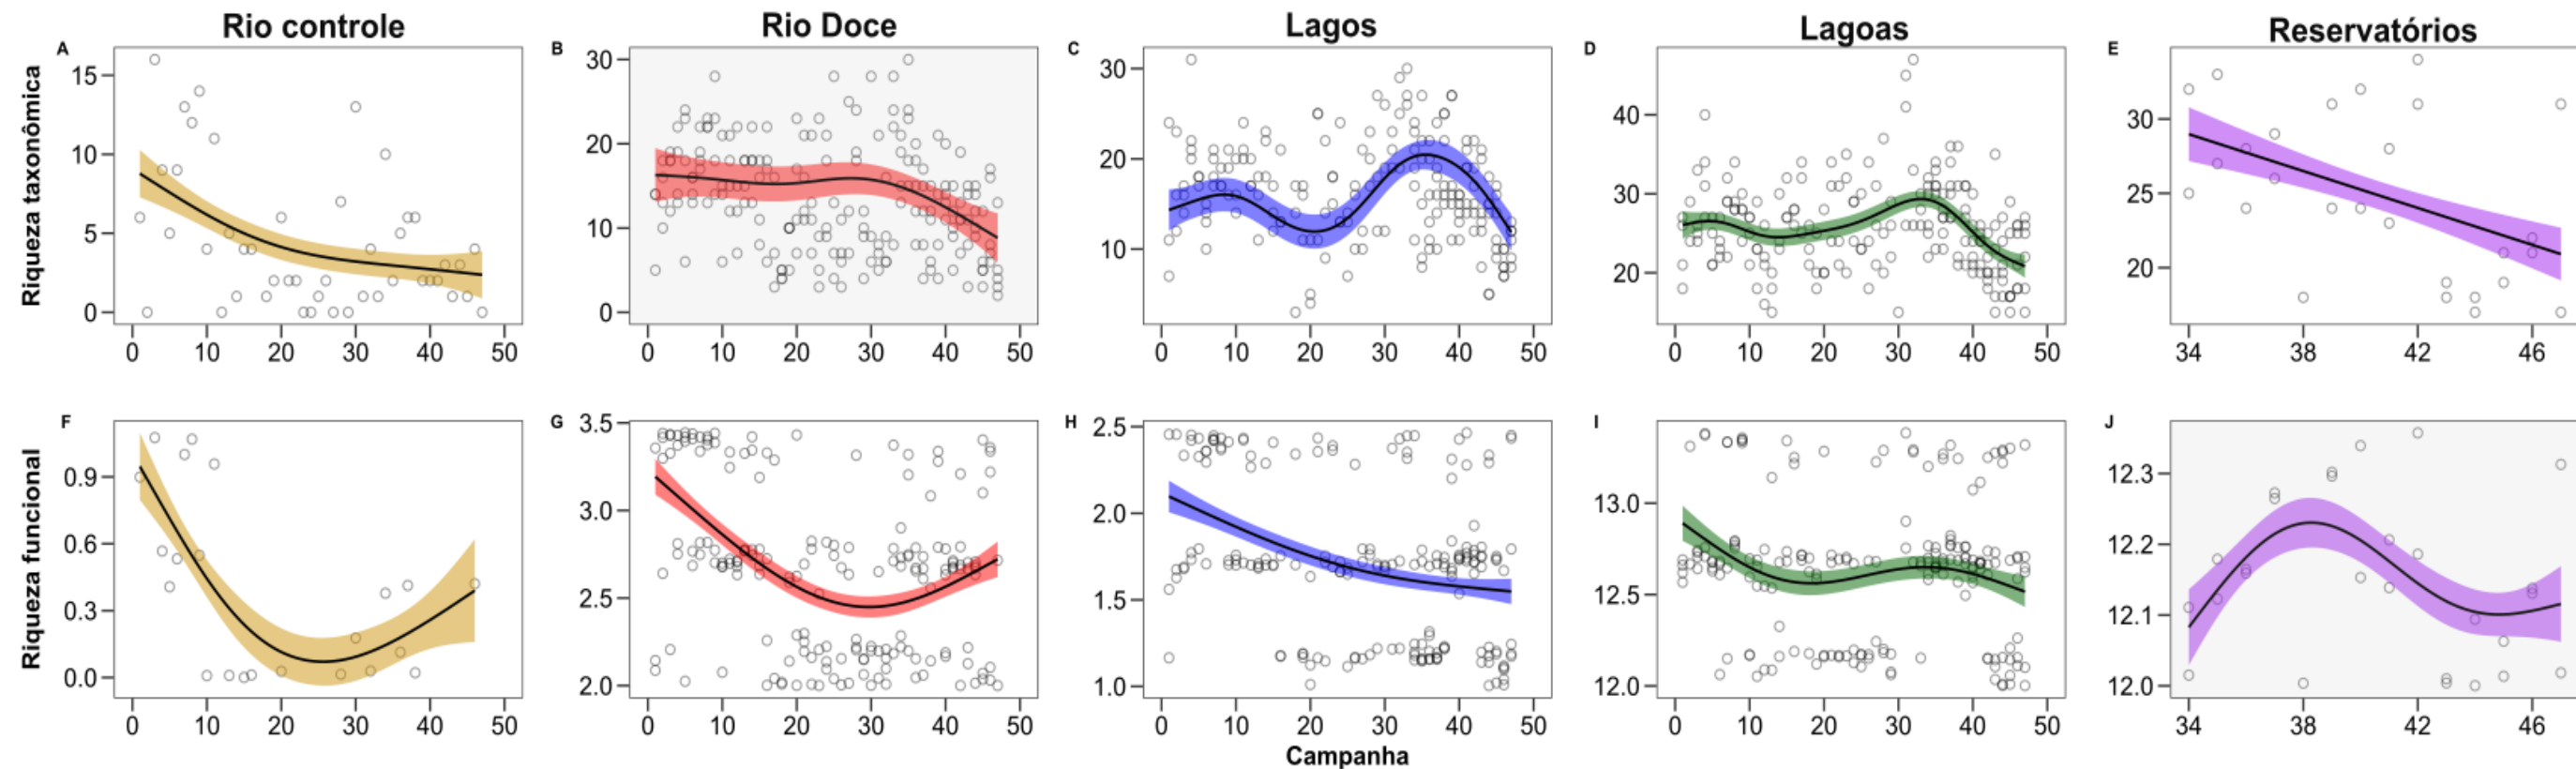 Rio controle
Rio Doce
Lagos
Lagoas
Reservatórios
A
B
C
D
E
Riqueza taxonômica
15
10
5
0
30
20
10
0
30
20
10
40
30
20
30
25
20
0 10 20 30 40 50
0 10 20 30 40 50
0 10 20 30 40 50
0 10 20 30 40 50
34 38 42 46
F
G
H
I
J
Riqueza funcional
0.9
0.6
0.3
0.0
3.5
3.0
2.5
2.0
2.5
2.0
1.5
1.0
13.0
12.5
12.0
12.3
12.2
12.1
12.0
0 10 20 30 40 50
0 10 20 30 40 50
0 10 20 30 40 50
0 10 20 30 40 50
34 38 42 46
Campanha